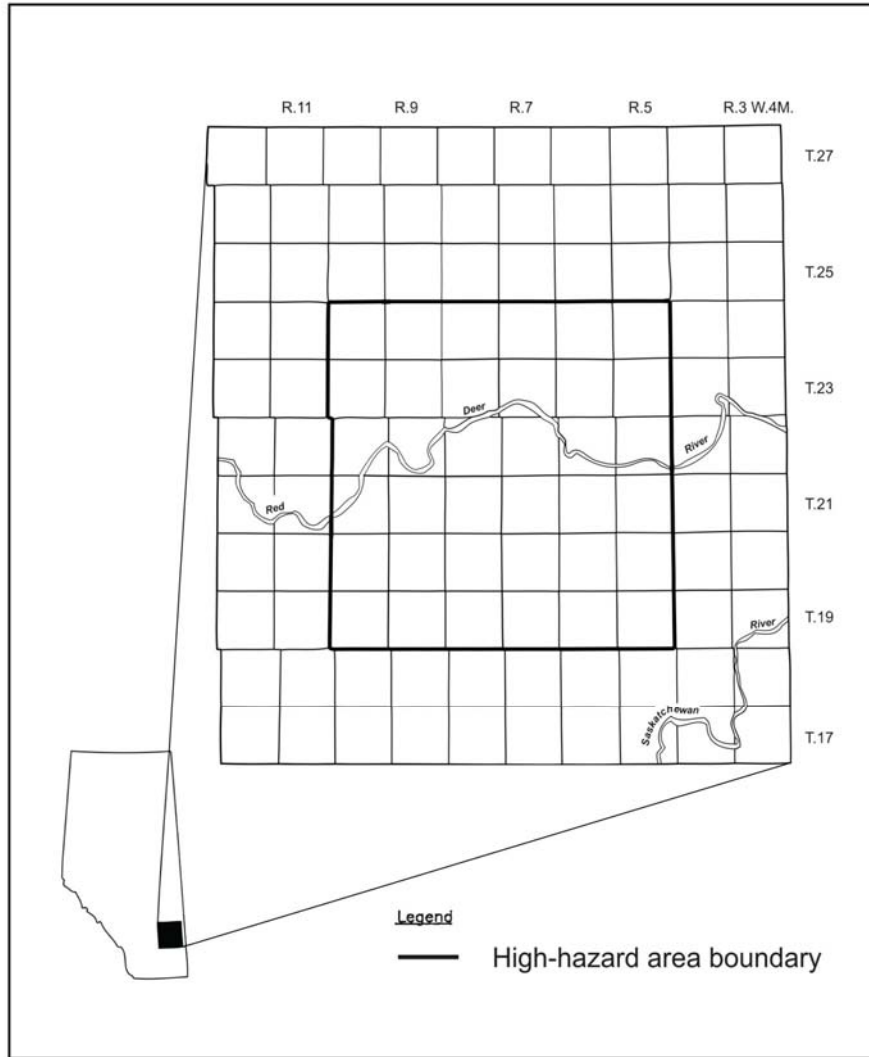 R.11 R.9 R.7 R.5 R.3 W.4M.
T.27
T.25
T.23
Deer
River
Red
T.21
T.19
River
Saskatchewan
T.17
Legend
High-hazard area boundary